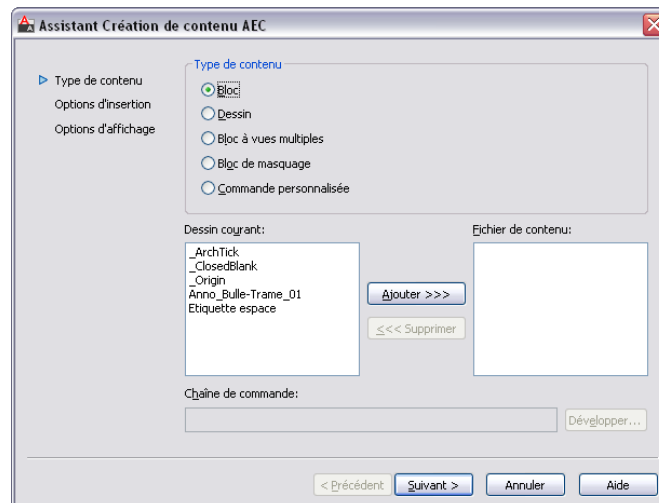 Assistant Création de contenu AEC
Type de contenu
Options d'insertion
Options d'affichage
Type de contenu
Bloc
Dessin
Bloc à vues multiples
Bloc de masquage
Commande personnalisée
Dessin courant:
_ArchTick
_ClosedBlank
_Origin
Anno_Bulle-Trame_01
Etiquette espace
Ajouter >>>
<<< Supprimer
Fichier de contenu:
Chaîne de commande:
Développer...
< Précédent
Suivant >
Annuler
Aide